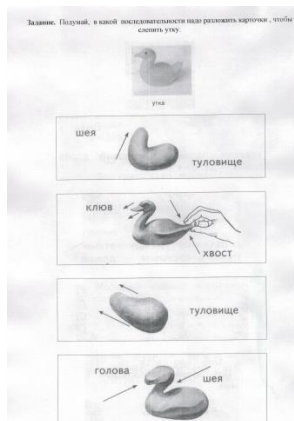 Задание. Подумай, в какой последовательности надо разложить карточки , чтобы
слепить утку.
утка
шея
туловище
клюв
хвост
туловище
голова
шея